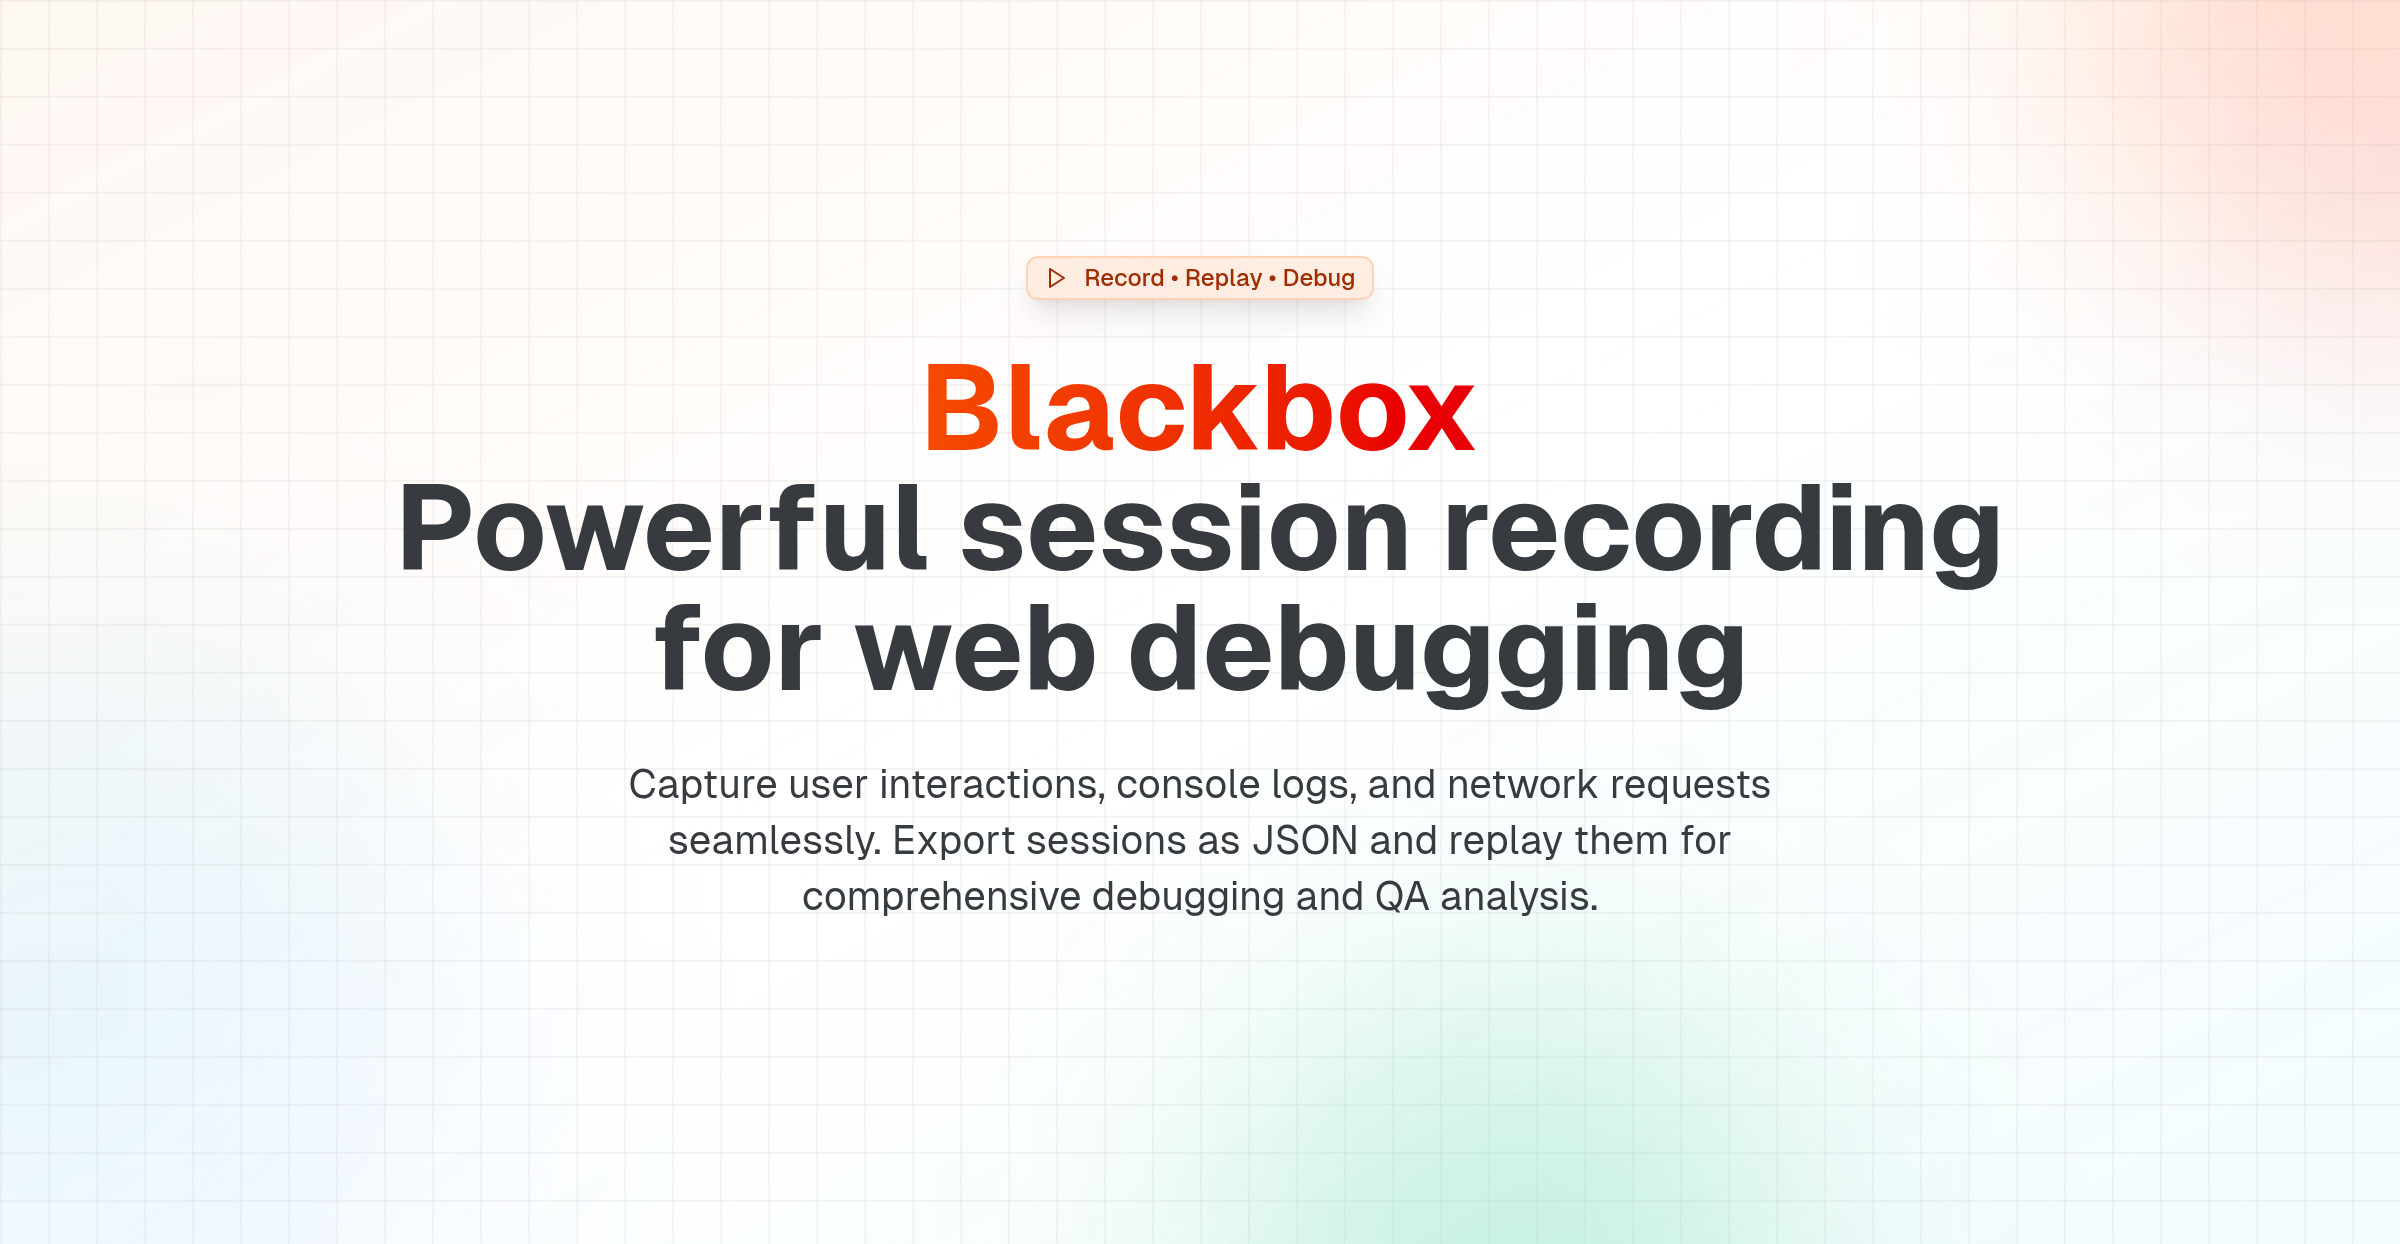 Record • Replay • Debug
Blackbox
Powerful session recording
for web debugging
Capture user interactions, console logs, and network requests
seamlessly. Export sessions as JSON and replay them for
comprehensive debugging and QA analysis.